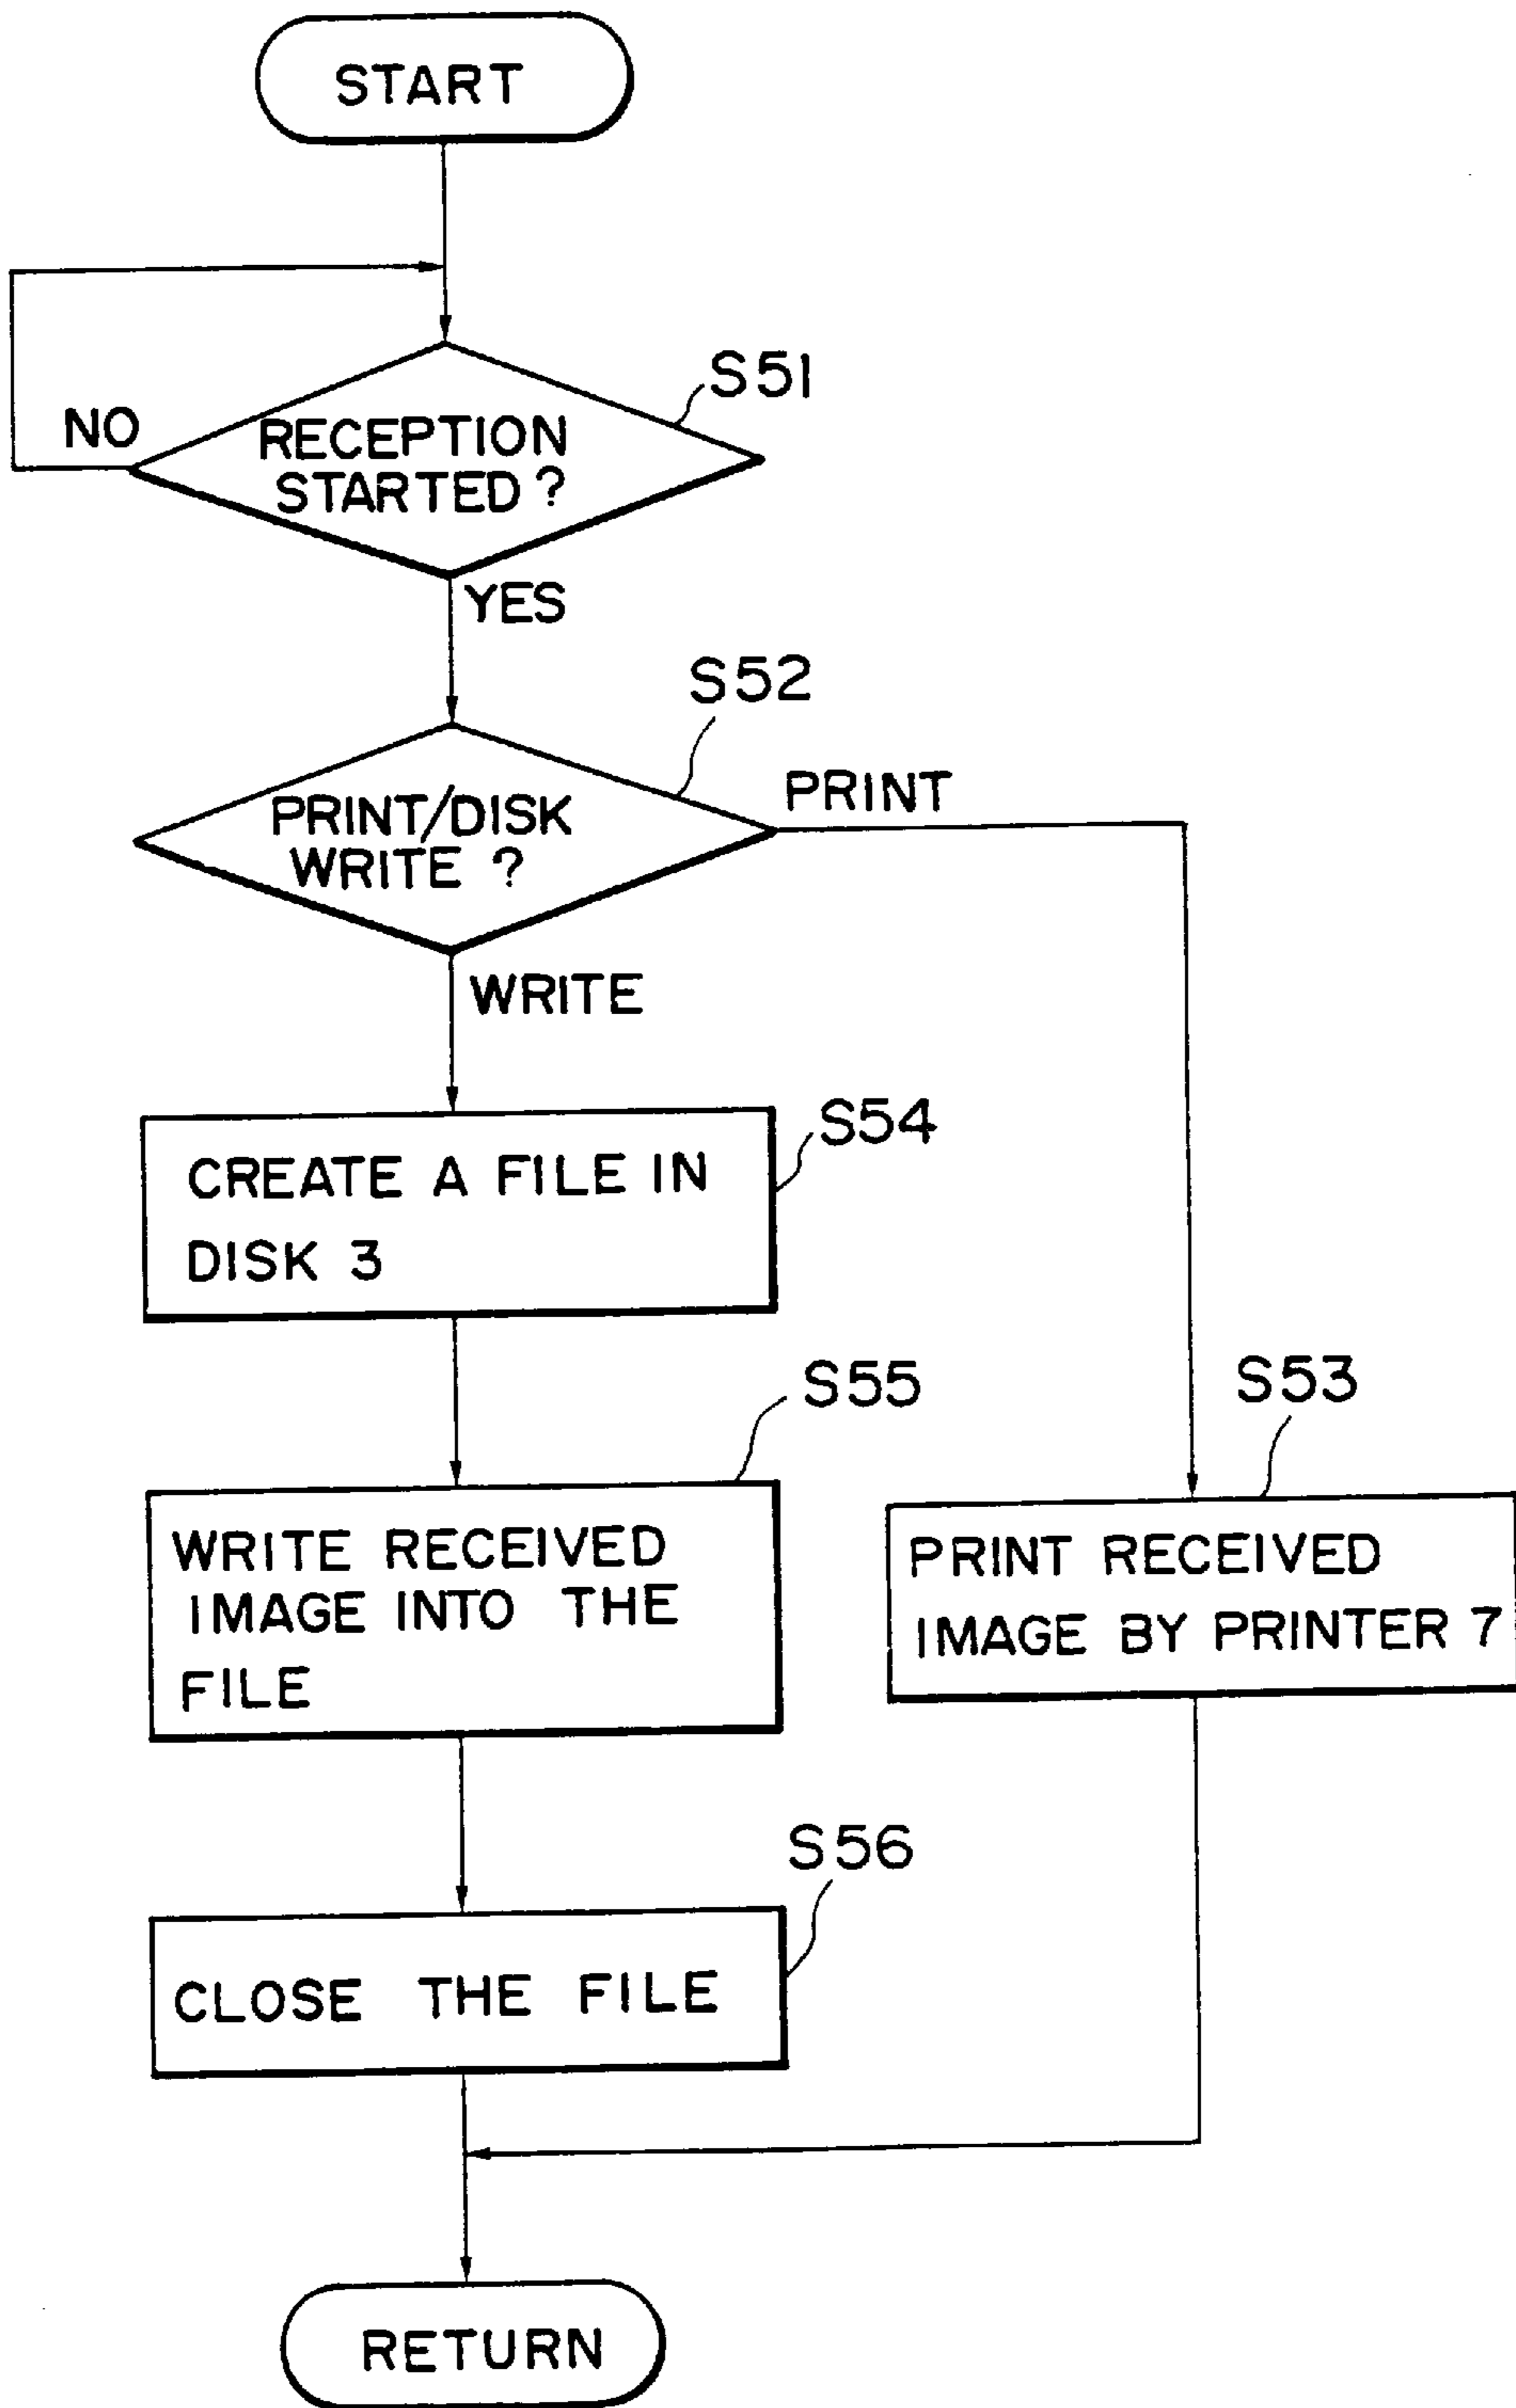 START
S51
NO
RECEPTION
STARTED ?
YES
S52
PRINT
PRINT/DISK
WRITE ?
WRITE
S54
CREATE A FILE IN
DISK 3
S55
S53
WRITE RECEIVED
IMAGE INTO THE
FILE
PRINT RECEIVED
IMAGE BY PRINTER 7
S56
CLOSE THE FILE
RETURN